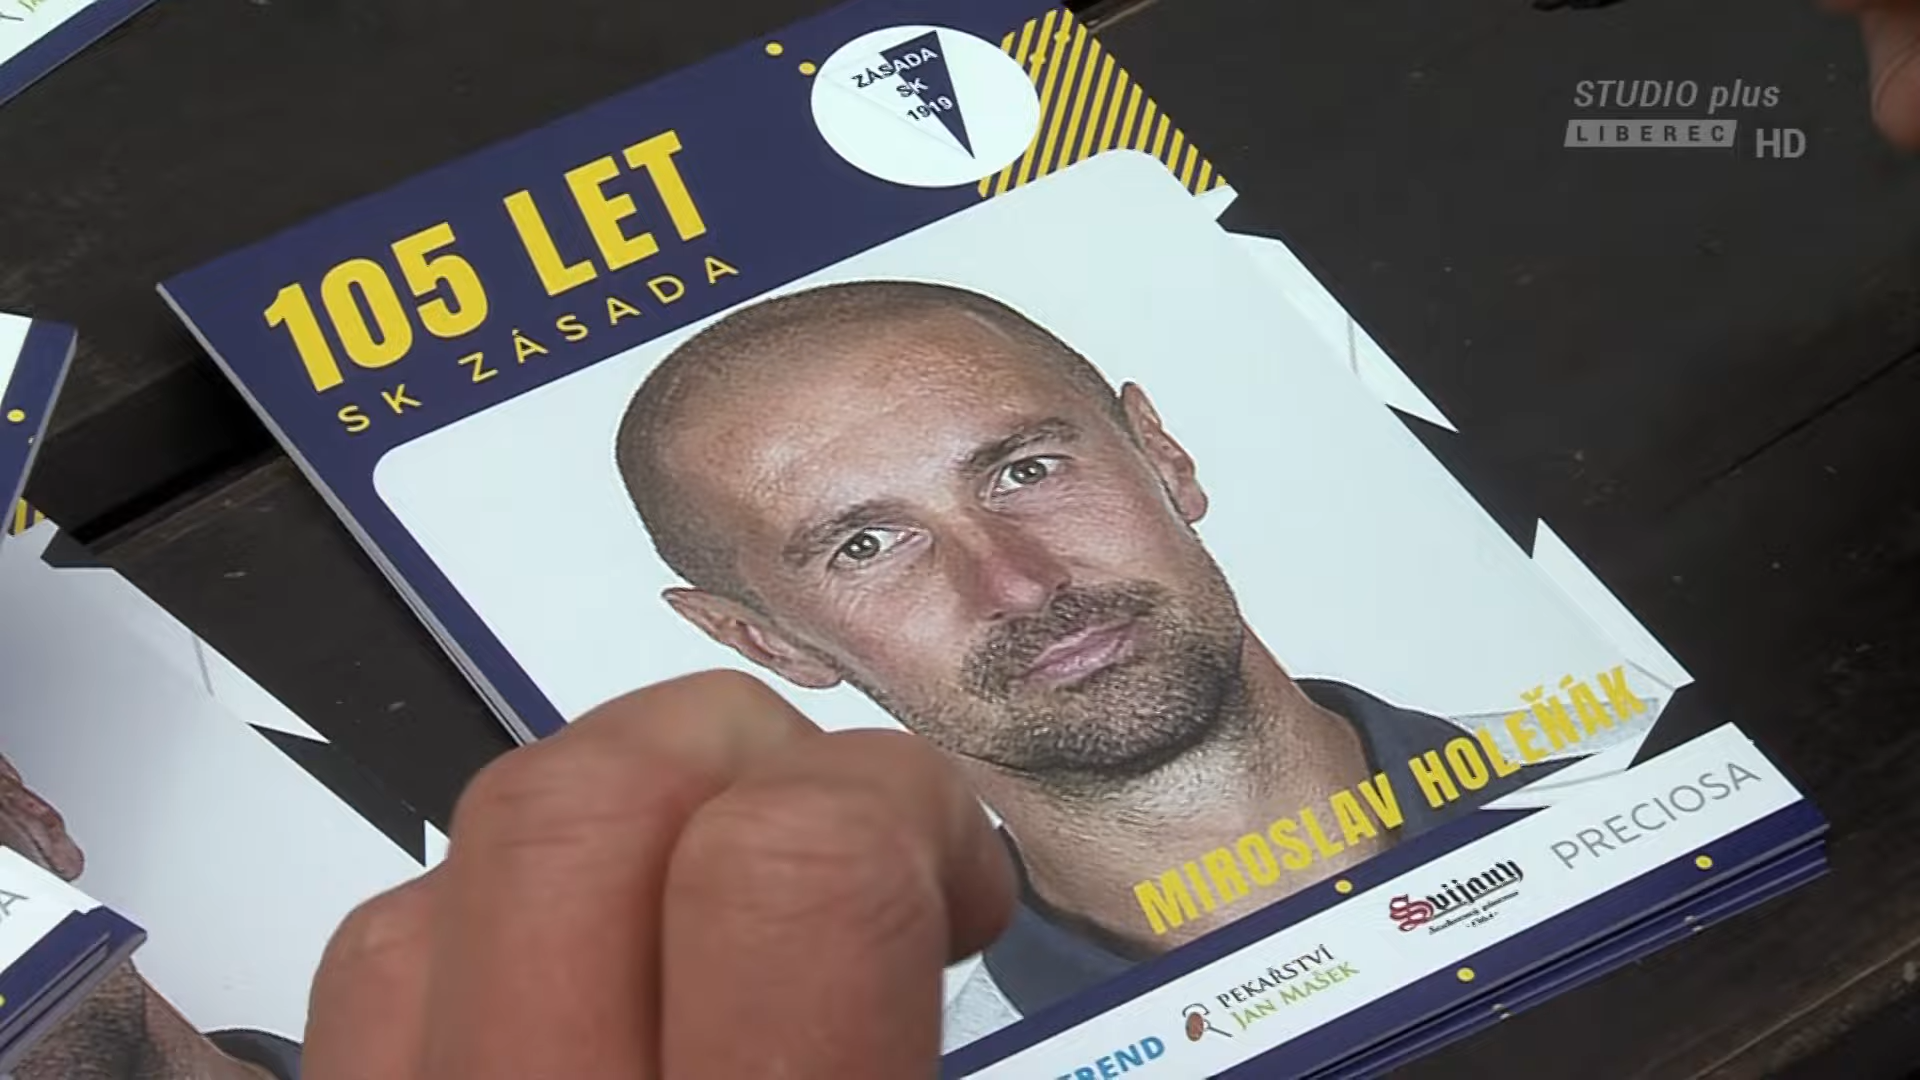 ZÁSADA
SK
1919
STUDIO plus
LIBEREC HD
105 LET
SK ZÁSADA
MIROSLAV HOLEŇÁK
PRECIOSA
Svijany
PEKAŘSTVÍ
JAN MAŠEK
TREND